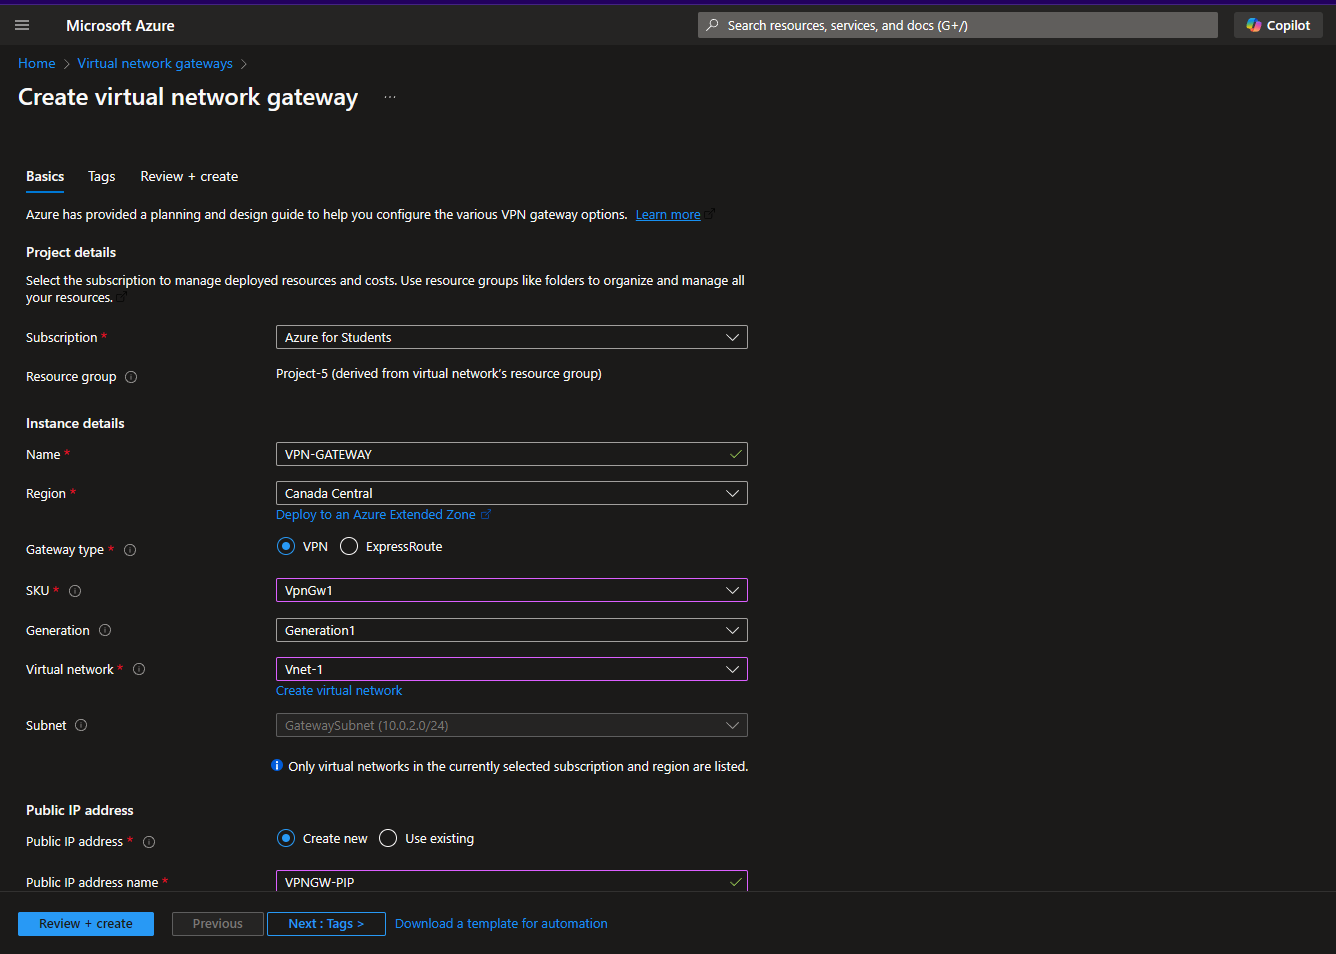 Microsoft Azure
Search resources, services, and docs (G+/)
Copilot
Home > Virtual network gateways >
Create virtual network gateway ...
Basics Tags Review + create
Azure has provided a planning and design guide to help you configure the various VPN gateway options. Learn more
Project details
Select the subscription to manage deployed resources and costs. Use resource groups like folders to organize and manage all
your resources.
Subscription * Azure for Students
Resource group Project-5 (derived from virtual network's resource group)
Instance details
Name * VPN-GATEWAY
Region * Canada Central
Deploy to an Azure Extended Zone
Gateway type * VPN ExpressRoute
SKU * VpnGw1
Generation Generation1
Virtual network * Vnet-1
Create virtual network
Subnet GatewaySubnet (10.0.2.0/24)
Only virtual networks in the currently selected subscription and region are listed.
Public IP address
Public IP address * Create new Use existing
Public IP address name * VPNGW-PIP
Review + create Previous Next : Tags > Download a template for automation